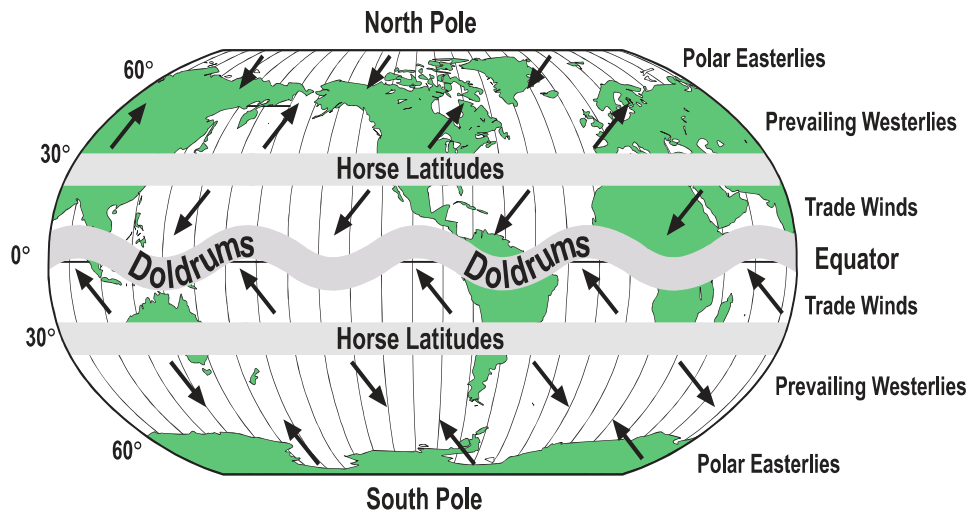 North Pole
Polar Easterlies
60°
Prevailing Westerlies
30°
Horse Latitudes
Trade Winds
0°
Doldrums
Doldrums
Equator
Trade Winds
30°
Horse Latitudes
Prevailing Westerlies
60°
Polar Easterlies
South Pole